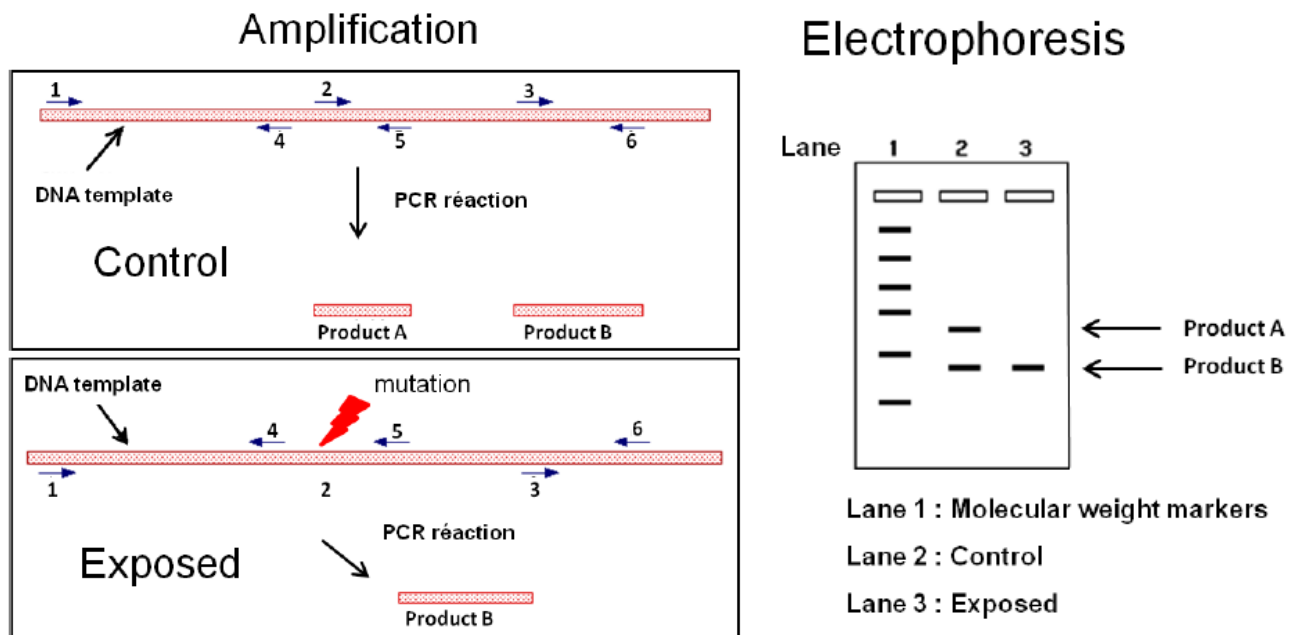 Amplification
1
2
3
4
5
6
DNA template
PCR réaction
Control
Product A
Product B
DNA template
mutation
4
5
6
1
2
3
PCR réaction
Exposed
Product B
Electrophoresis
Lane 1 2 3
Product A
Product B
Lane 1 : Molecular weight markers
Lane 2 : Control
Lane 3 : Exposed